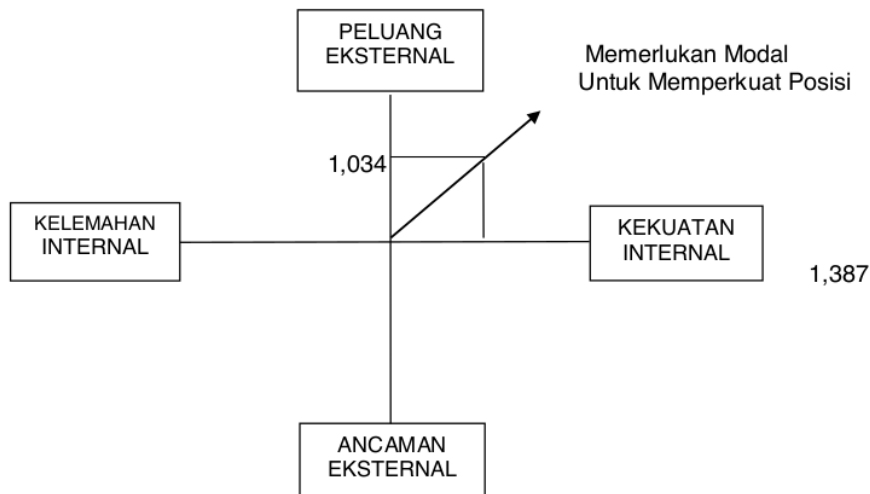 PELUANG
EKSTERNAL
Memerlukan Modal
Untuk Memperkuat Posisi
1,034
KELEMAHAN
INTERNAL
KEKUATAN
INTERNAL
1,387
ANCAMAN
EKSTERNAL